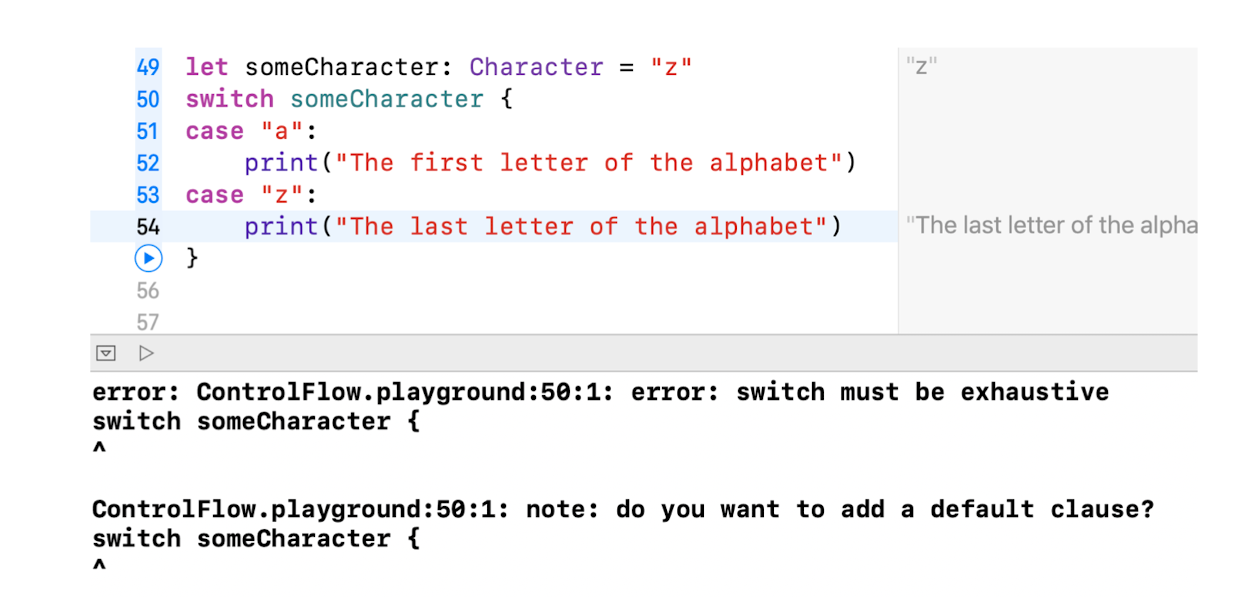 49 let someCharacter: Character = "z" "z"
50 switch someCharacter {
51 case "a":
52 print("The first letter of the alphabet")
53 case "z":
54 print("The last letter of the alphabet") "The last letter of the alpha
}
56
57
error: ControlFlow.playground:50:1: error: switch must be exhaustive
switch someCharacter {
^
ControlFlow.playground:50:1: note: do you want to add a default clause?
switch someCharacter {
^